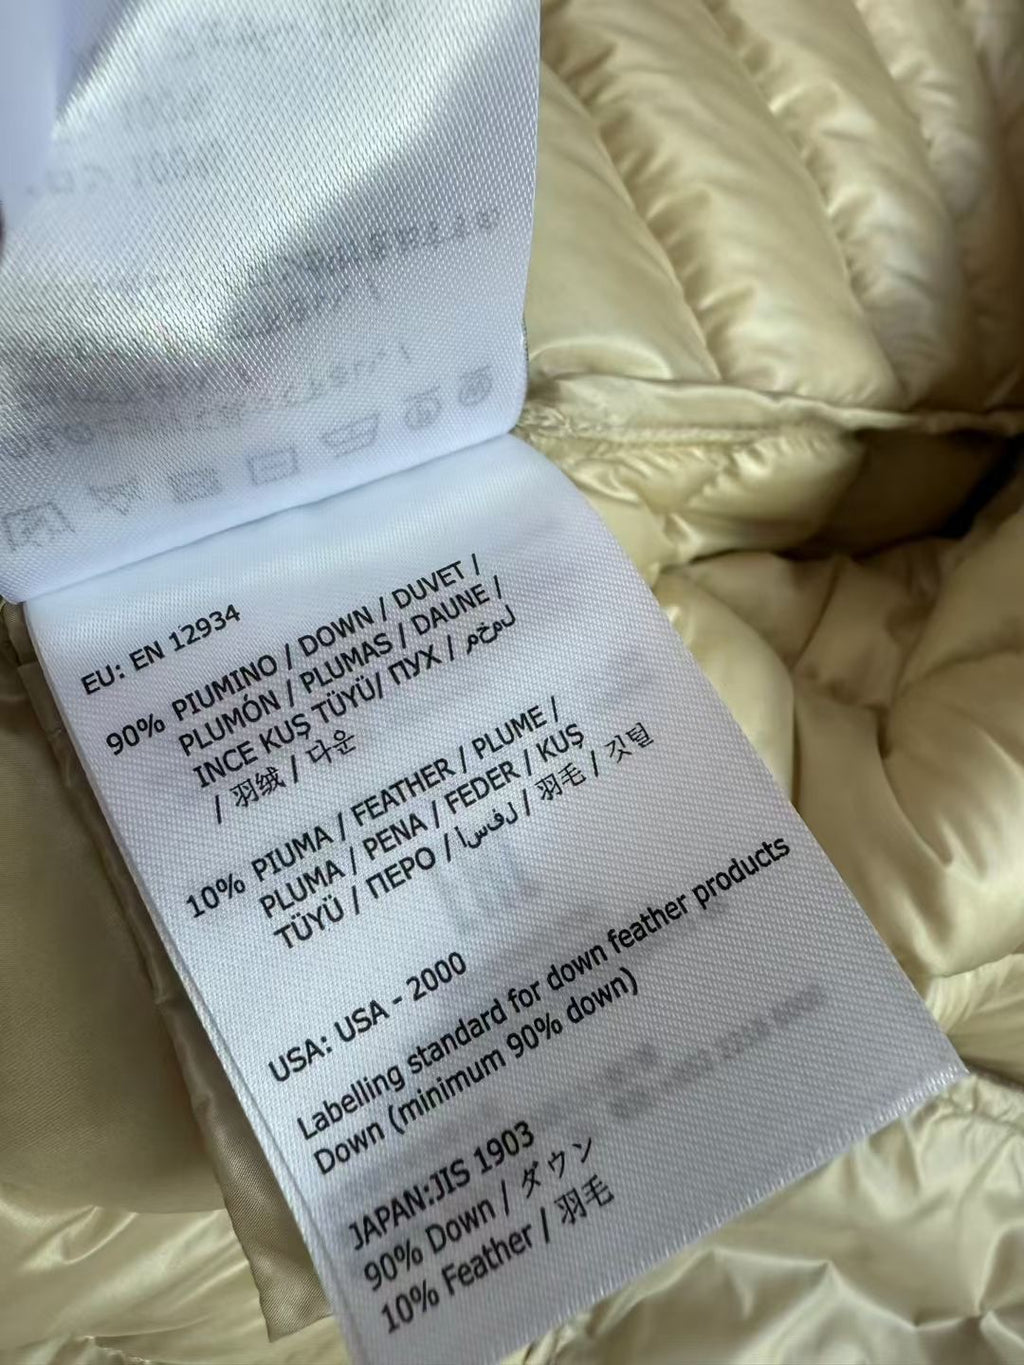 EU: EN 12934
90% PIUMINO / DOWN / DUVET /
PLUMÓN / PLUMAS / DAUNE /
INCE KUŞ TÜYÜ/ ПУХ / لمخم
/ 羽绒 / 다운
10% PIUMA / FEATHER / PLUME /
PLUMA / PENA / FEDER / KUŞ
TÜYÜ / ПЕРО / لفسا / 羽毛 / 깃털
USA: USA - 2000
Labelling standard for down feather products
Down (minimum 90% down)
JAPAN:JIS 1903
90% Down / ダウン
10% Feather / 羽毛